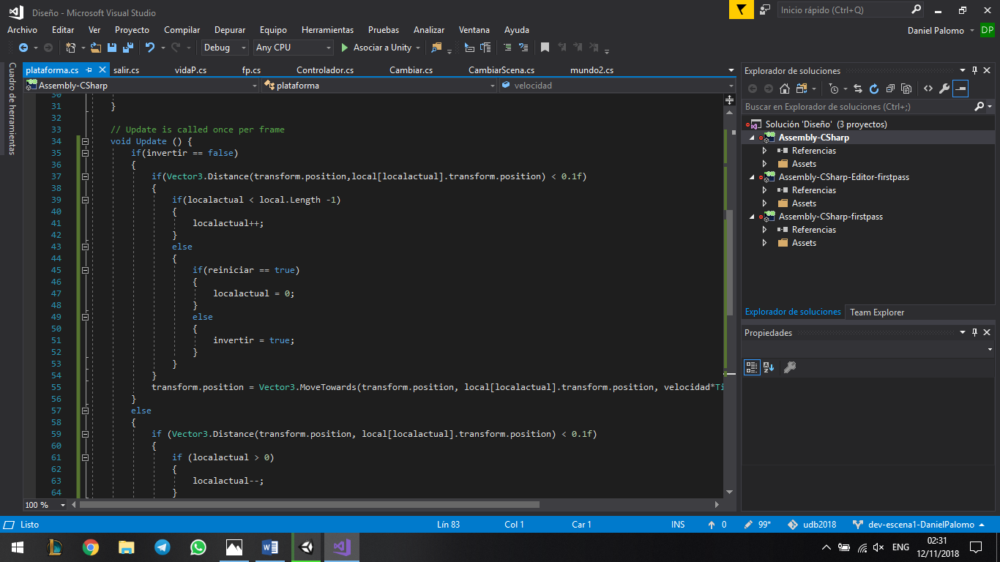 Diseño - Microsoft Visual Studio
Inicio rápido (Ctrl+Q)
Archivo Editar Ver Proyecto Compilar Depurar Equipo Herramientas Pruebas Analizar Ventana Ayuda
Daniel Palomo DP
Debug Any CPU Asociar a Unity
Cuadro de herramientas
plataforma.cs salir.cs vidaP.cs fp.cs Controlador.cs Cambiar.cs CambiarScena.cs mundo2.cs
Assembly-CSharp plataforma velocidad
30
31 }
32
33 // Update is called once per frame
34 void Update () {
35 if(invertir == false)
36 {
37 if(Vector3.Distance(transform.position,local[localactual].transform.position) < 0.1f)
38 {
39 if(localactual < local.Length -1)
40 {
41 localactual++;
42 }
43 else
44 {
45 if(reiniciar == true)
46 {
47 localactual = 0;
48 }
49 else
50 {
51 invertir = true;
52 }
53 }
54 }
55 transform.position = Vector3.MoveTowards(transform.position, local[localactual].transform.position, velocidad*Ti
56 }
57 else
58 {
59 if (Vector3.Distance(transform.position, local[localactual].transform.position) < 0.1f)
60 {
61 if (localactual > 0)
62 {
63 localactual--;
64 }
100 %
Explorador de soluciones
Buscar en Explorador de soluciones (Ctrl+;)
Solución 'Diseño' (3 proyectos)
Assembly-CSharp
Referencias
Assets
Assembly-CSharp-Editor-firstpass
Referencias
Assets
Assembly-CSharp-firstpass
Referencias
Assets
Explorador de soluciones Team Explorer
Propiedades
Listo Lín 83 Col 1 Car 1 INS 0 99* udb2018 dev-escena1-DanielPalomo
ENG
02:31
12/11/2018